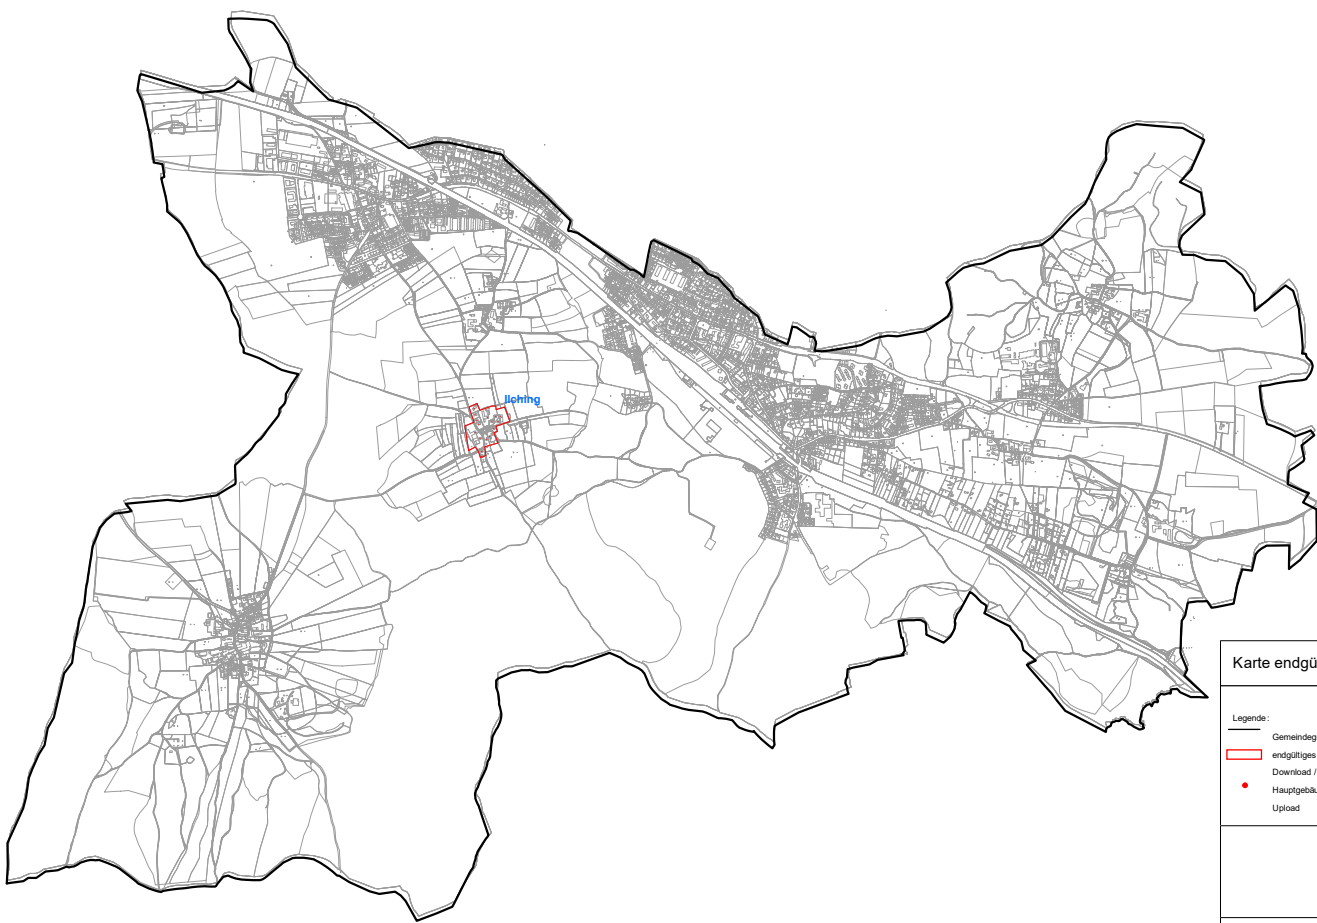 Ilching
Karte endgü
Legende:
Gemeindeg
endgültiges
Download /
Hauptgebäu
Upload